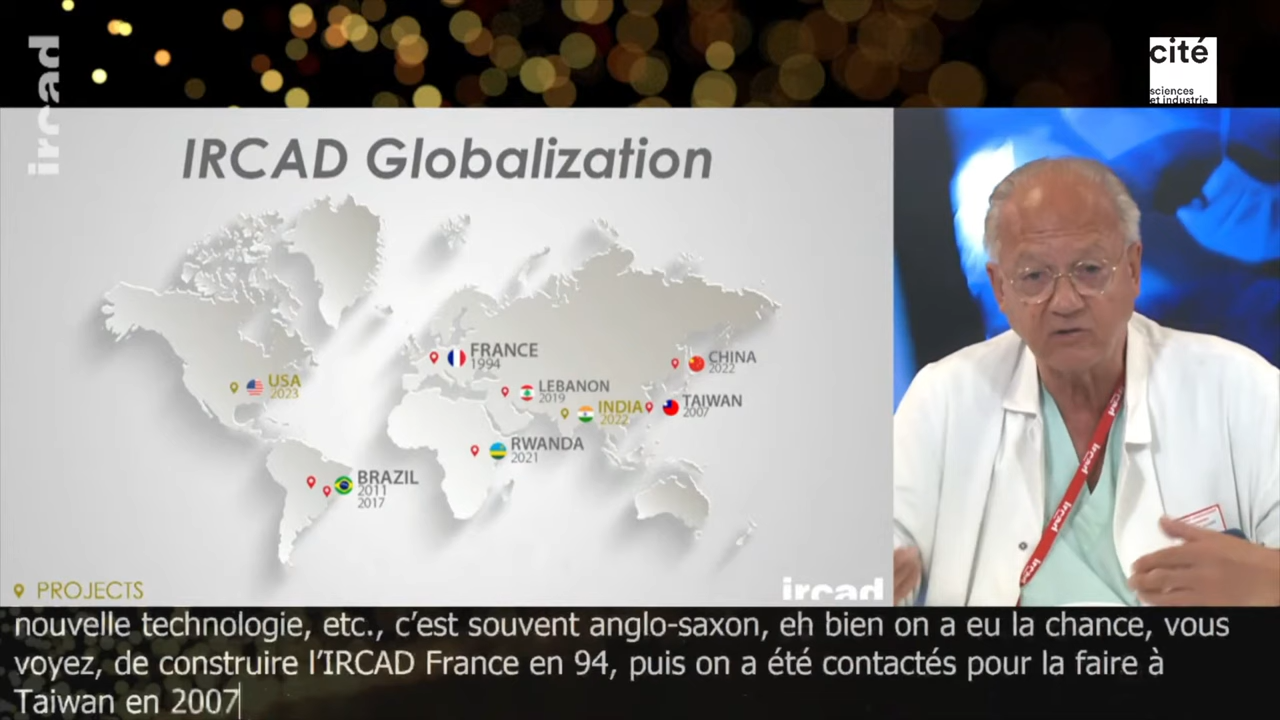 ircad
cité
sciences
et industrie
IRCAD Globalization
FRANCE
1994
CHINA
2022
USA
2023
LEBANON
2019
INDIA
2022
TAIWAN
2007
RWANDA
2021
BRAZIL
2011
2017
PROJECTS
ircad
ircad
ircad
ircad
nouvelle technologie, etc., c'est souvent anglo-saxon, eh bien on a eu la chance, vous
voyez, de construire l'IRCAD France en 94, puis on a été contactés pour la faire à
Taiwan en 2007